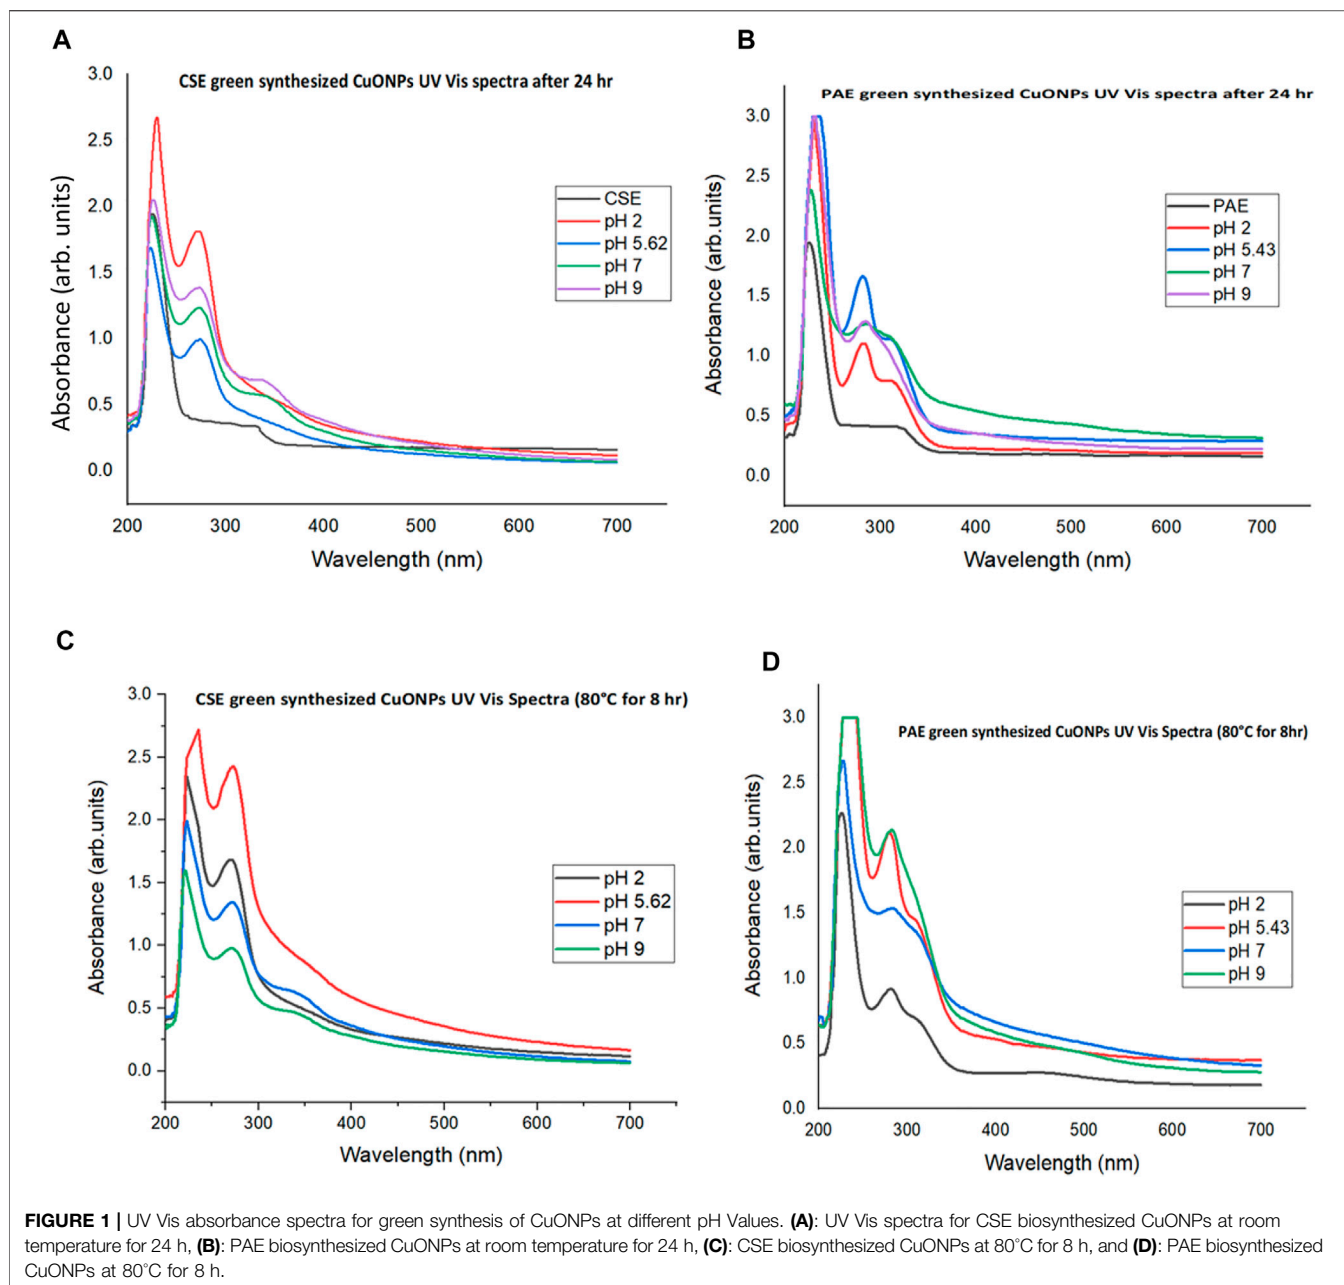 A
CSE green synthesized CuONPs UV Vis spectra after 24 hr
3.0
2.5
2.0
1.5
1.0
0.5
0.0
Absorbance (arb. units)
CSE
pH 2
pH 5.62
pH 7
pH 9
200
300
400
500
600
700
Wavelength (nm)
B
PAE green synthesized CuONPs UV Vis spectra after 24 hr
3.0
2.5
2.0
1.5
1.0
0.5
0.0
Absorbance (arb.units)
PAE
pH 2
pH 5.43
pH 7
pH 9
200
300
400
500
600
700
Wavelength (nm)
C
CSE green synthesized CuONPs UV Vis Spectra (80°C for 8 hr)
3.0
2.5
2.0
1.5
1.0
0.5
0.0
Absorbance (arb.units)
pH 2
pH 5.62
pH 7
pH 9
200
300
400
500
600
700
Wavelength (nm)
D
PAE green synthesized CuONPs UV Vis Spectra (80°C for 8hr)
3.0
2.5
2.0
1.5
1.0
0.5
0.0
Absorbance (arb.units)
pH 2
pH 5.43
pH 7
pH 9
200
300
400
500
600
700
Wavelength (nm)
FIGURE 1 | UV Vis absorbance spectra for green synthesis of CuONPs at different pH Values. (A): UV Vis spectra for CSE biosynthesized CuONPs at room
temperature for 24 h, (B): PAE biosynthesized CuONPs at room temperature for 24 h, (C): CSE biosynthesized CuONPs at 80°C for 8 h, and (D): PAE biosynthesized
CuONPs at 80°C for 8 h.